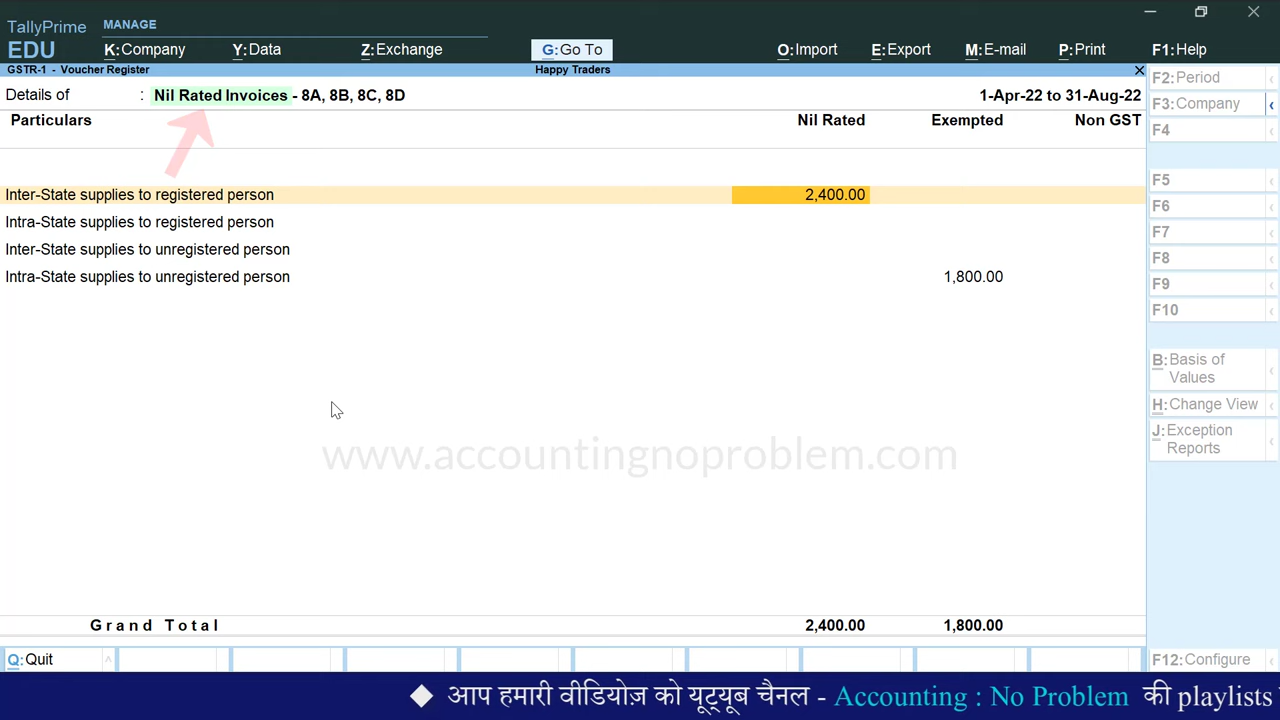 TallyPrime MANAGE
EDU K:Company Y:Data Z:Exchange G:Go To O:Import E:Export M:E-mail P:Print F1:Help
GSTR-1 - Voucher Register Happy Traders
Details of : Nil Rated Invoices - 8A, 8B, 8C, 8D 1-Apr-22 to 31-Aug-22
Particulars Nil Rated Exempted Non GST
Inter-State supplies to registered person 2,400.00
Intra-State supplies to registered person
Inter-State supplies to unregistered person
Intra-State supplies to unregistered person 1,800.00
www.accountingnoproblem.com
Grand Total 2,400.00 1,800.00
Q:Quit
F2:Period
F3:Company
F4
F5
F6
F7
F8
F9
F10
B:Basis of
Values
H:Change View
J:Exception
Reports
F12:Configure
◆ आप हमारी वीडियोज़ को यूट्यूब चैनल - Accounting : No Problem की playlists